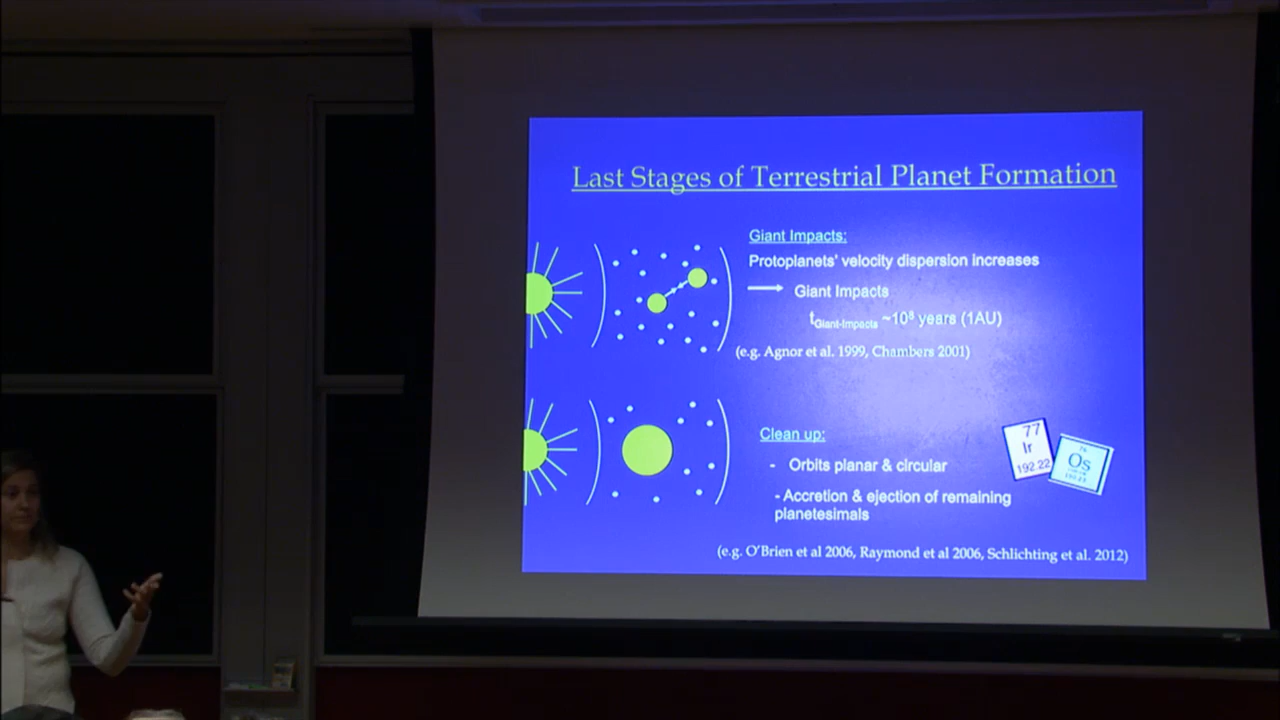 Last Stages of Terrestrial Planet Formation
Giant Impacts:
Protoplanets' velocity dispersion increases
Giant Impacts
tGiant-Impacts ~10⁸ years (1AU)
(e.g. Agnor et al. 1999, Chambers 2001)
Clean up:
- Orbits planar & circular
- Accretion & ejection of remaining
planetesimals
77
Ir
192.22
76
Os
(e.g. O'Brien et al 2006, Raymond et al 2006, Schlichting et al. 2012)